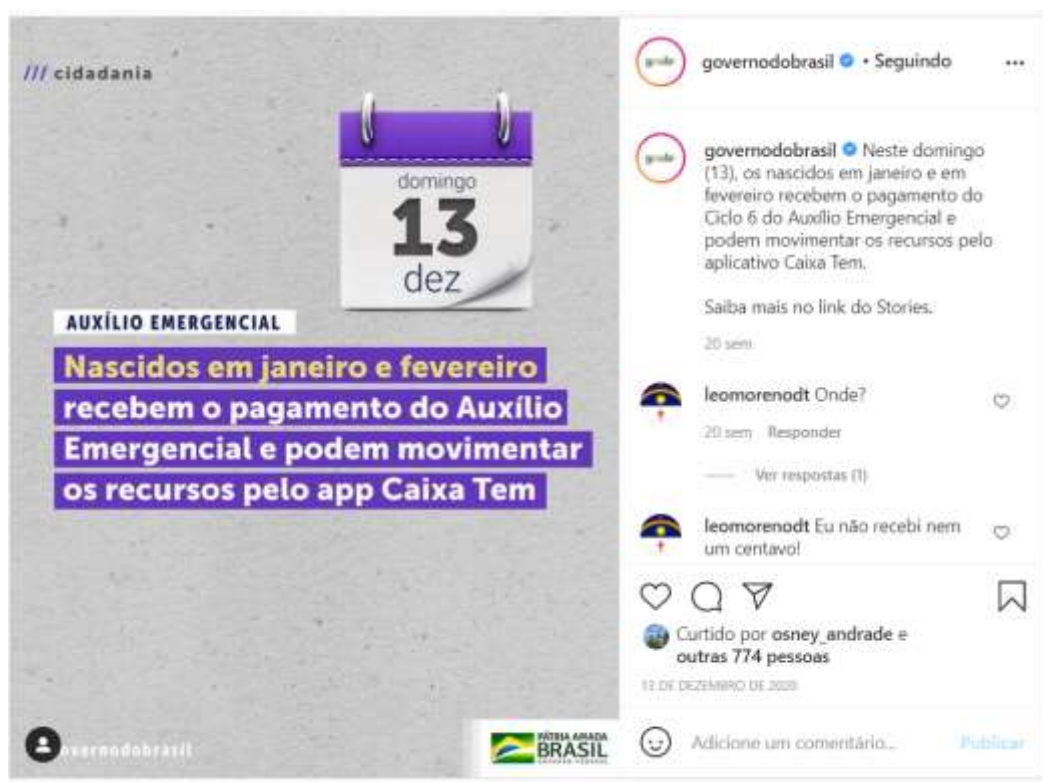 /// cidadania
domingo
13
dez
AUXÍLIO EMERGENCIAL
Nascidos em janeiro e fevereiro
recebem o pagamento do Auxílio
Emergencial e podem movimentar
os recursos pelo app Caixa Tem
PÁTRIA AMADA
BRASIL
GOVERNO FEDERAL
governodobrasil • Seguindo
governodobrasil Neste domingo
(13), os nascidos em janeiro e em
fevereiro recebem o pagamento do
Ciclo 6 do Auxílio Emergencial e
podem movimentar os recursos pelo
aplicativo Caixa Tem.
Saiba mais no link do Stories.
20 sem
leomorenodt Onde?
20 sem Responder
Ver respostas (1)
leomorenodt Eu não recebi nem
um centavo!
Curtido por osney_andrade e
outras 774 pessoas
DE DEZEMBRO DE 2020
Adicione um comentário...
Publicar